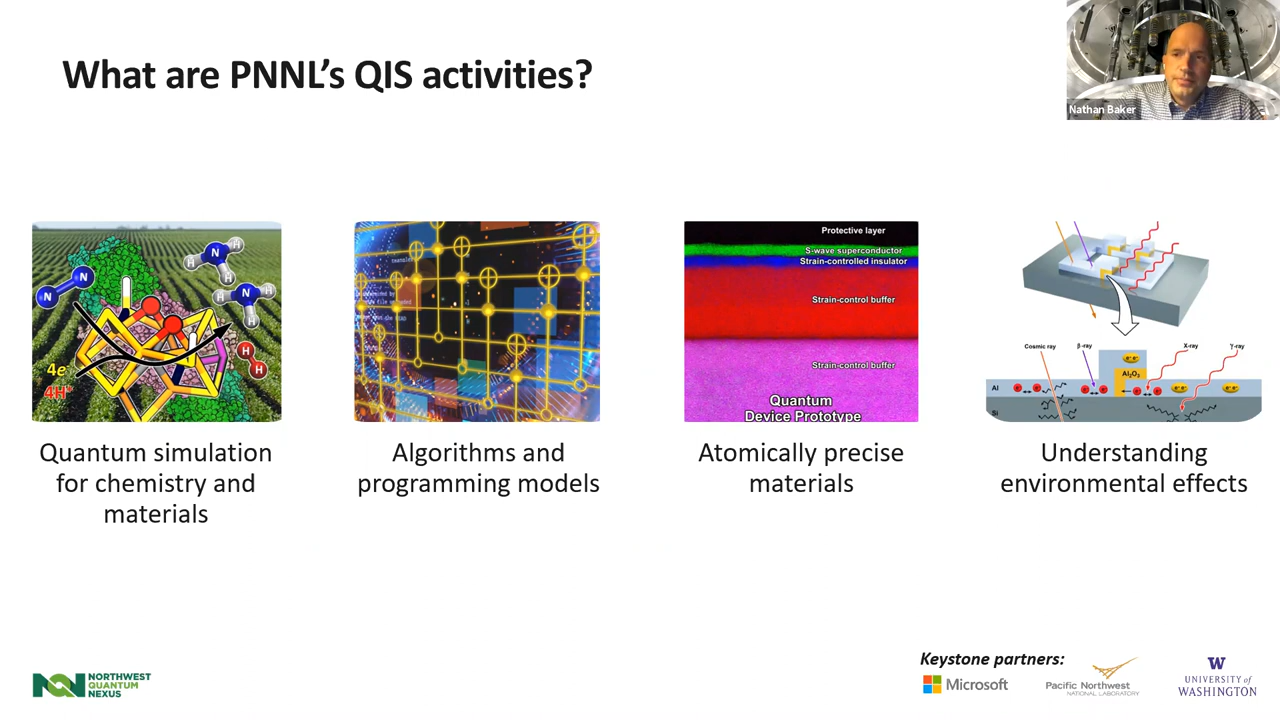 What are PNNL's QIS activities?
Nathan Baker
N
N
N
H
H
H
N
H
H
H
H
H
4e⁻
4H⁺
Protective layer
S-wave superconductor
Strain-controlled insulator
Strain-control buffer
Strain-control buffer
Quantum
Device Prototype
Cosmic ray
β-ray
X-ray
γ-ray
Al
Al₂O₃
Si
Quantum simulation
for chemistry and
materials
Algorithms and
programming models
Atomically precise
materials
Understanding
environmental effects
NORTHWEST
QUANTUM
NEXUS
Keystone partners:
Microsoft
Pacific Northwest
NATIONAL LABORATORY
W
UNIVERSITY of
WASHINGTON